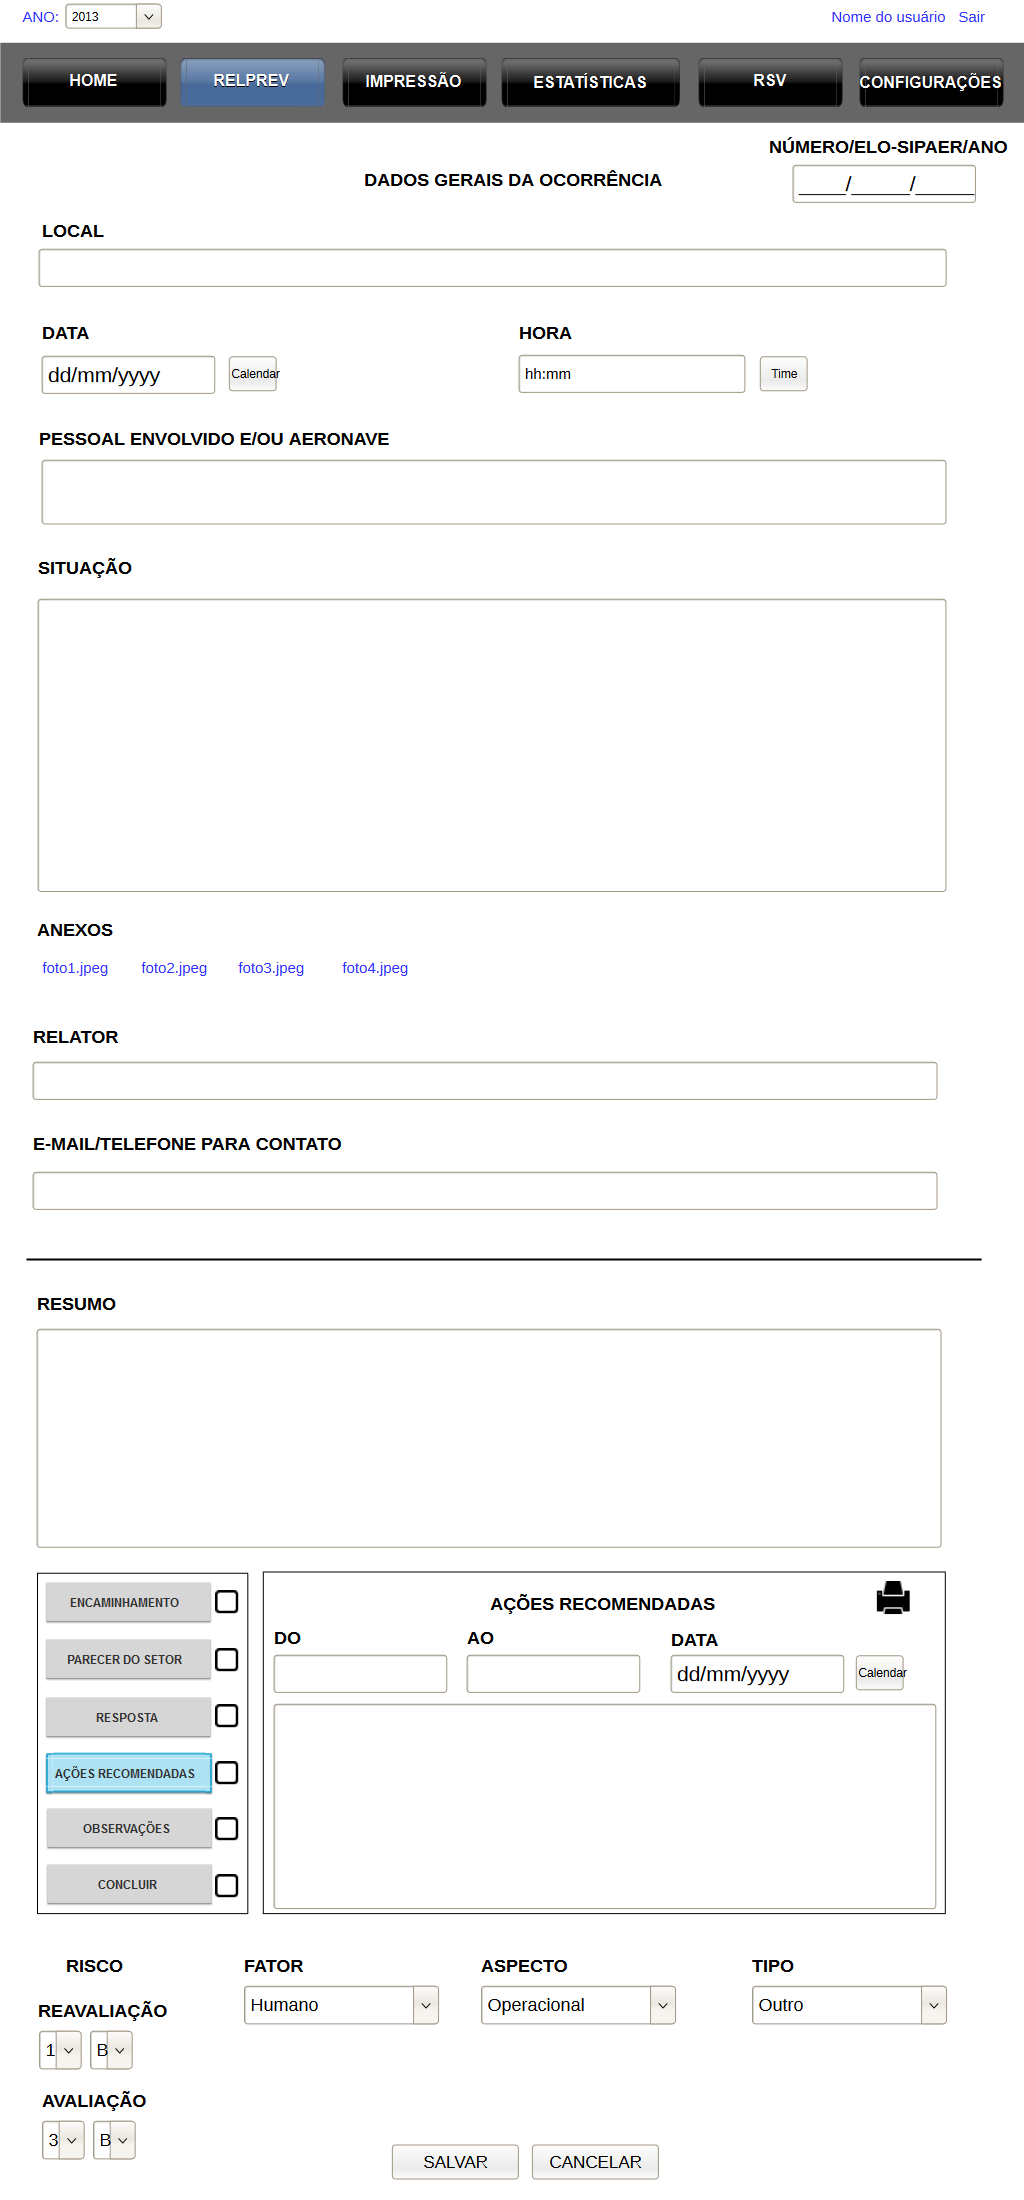 ANO: 2013 Nome do usuário Sair
HOME RELPREV IMPRESSÃO ESTATÍSTICAS RSV CONFIGURAÇÕES
NÚMERO/ELO-SIPAER/ANO
DADOS GERAIS DA OCORRÊNCIA ____/_____/_____
LOCAL
DATA HORA
dd/mm/yyyy Calendar hh:mm Time
PESSOAL ENVOLVIDO E/OU AERONAVE
SITUAÇÃO
ANEXOS
foto1.jpeg foto2.jpeg foto3.jpeg foto4.jpeg
RELATOR
E-MAIL/TELEFONE PARA CONTATO
RESUMO
ENCAMINHAMENTO
PARECER DO SETOR
RESPOSTA
AÇÕES RECOMENDADAS
OBSERVAÇÕES
CONCLUIR
AÇÕES RECOMENDADAS
DO AO DATA
dd/mm/yyyy Calendar
RISCO FATOR ASPECTO TIPO
Humano Operacional Outro
REAVALIAÇÃO
1 B
AVALIAÇÃO
3 B
SALVAR CANCELAR